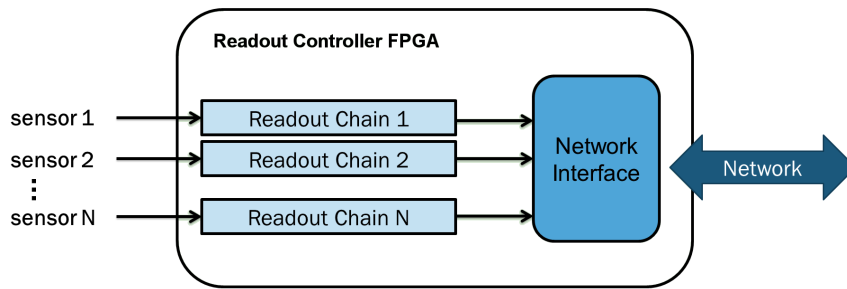 Readout Controller FPGA
sensor 1
Readout Chain 1
sensor 2
Readout Chain 2
sensor N
Readout Chain N
Network
Interface
Network